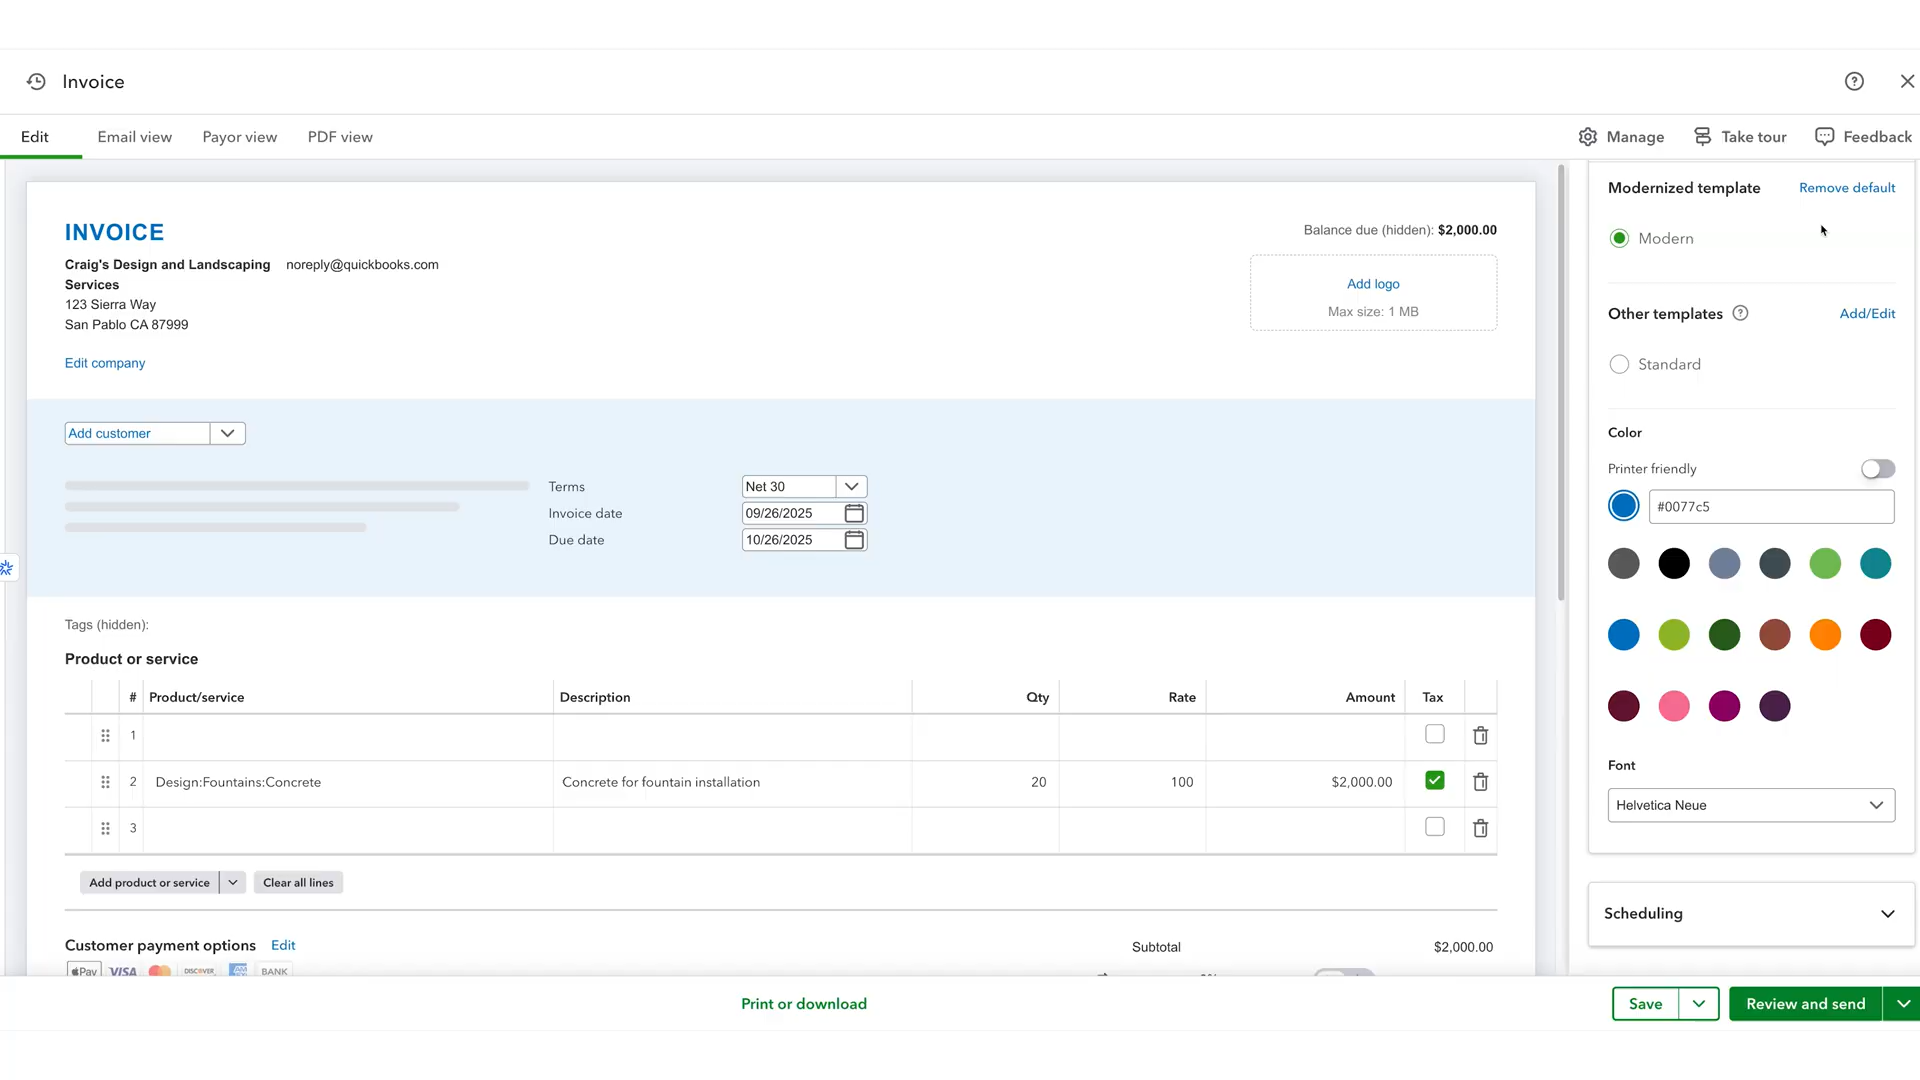 Invoice
Edit Email view Payor view PDF view Manage Take tour Feedback
INVOICE
Craig's Design and Landscaping Services
noreply@quickbooks.com
123 Sierra Way
San Pablo CA 87999
Edit company
Balance due (hidden): $2,000.00
Add logo
Max size: 1 MB
Add customer
Terms Net 30
Invoice date 09/26/2025
Due date 10/26/2025
Tags (hidden):
Product or service
# Product/service Description Qty Rate Amount Tax
1
2 Design:Fountains:Concrete Concrete for fountain installation 20 100 $2,000.00
3
Add product or service Clear all lines
Customer payment options Edit
Pay VISA DISCOVER AM BANK
Subtotal $2,000.00
Modernized template Remove default
Modern
Other templates Add/Edit
Standard
Color
Printer friendly
#0077c5
Font
Helvetica Neue
Scheduling
Print or download
Save Review and send